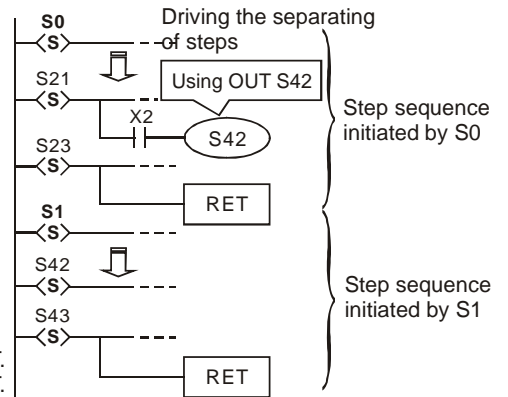 S0
S
Driving the separating
of steps
S21
S
Using OUT S42
X2
S42
Step sequence
initiated by S0
S23
S
RET
S1
S
S42
S
Step sequence
initiated by S1
S43
S
RET